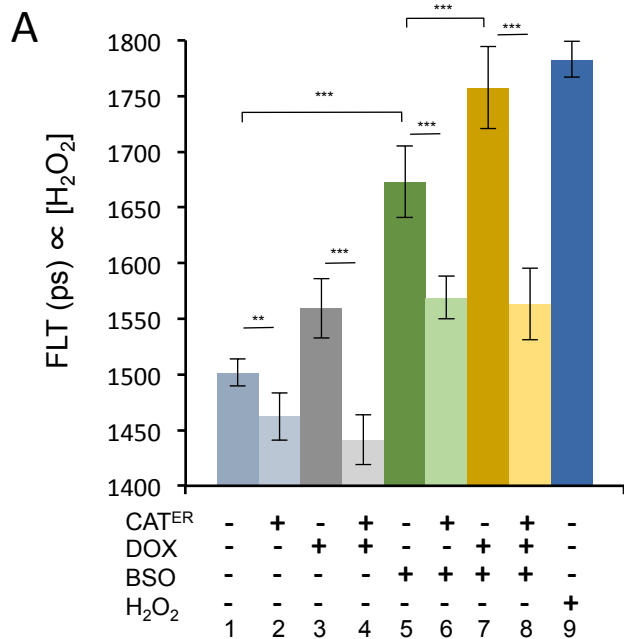 A
FLT (ps) ∝ [H₂O₂]
1800
1750
1700
1650
1600
1550
1500
1450
1400
**
***
***
***
***
***
CATᴱᴿ - + - + - + - + -
DOX - - + + - - + + -
BSO - - - - + + + + -
H₂O₂ - - - - - - - - +
1 2 3 4 5 6 7 8 9